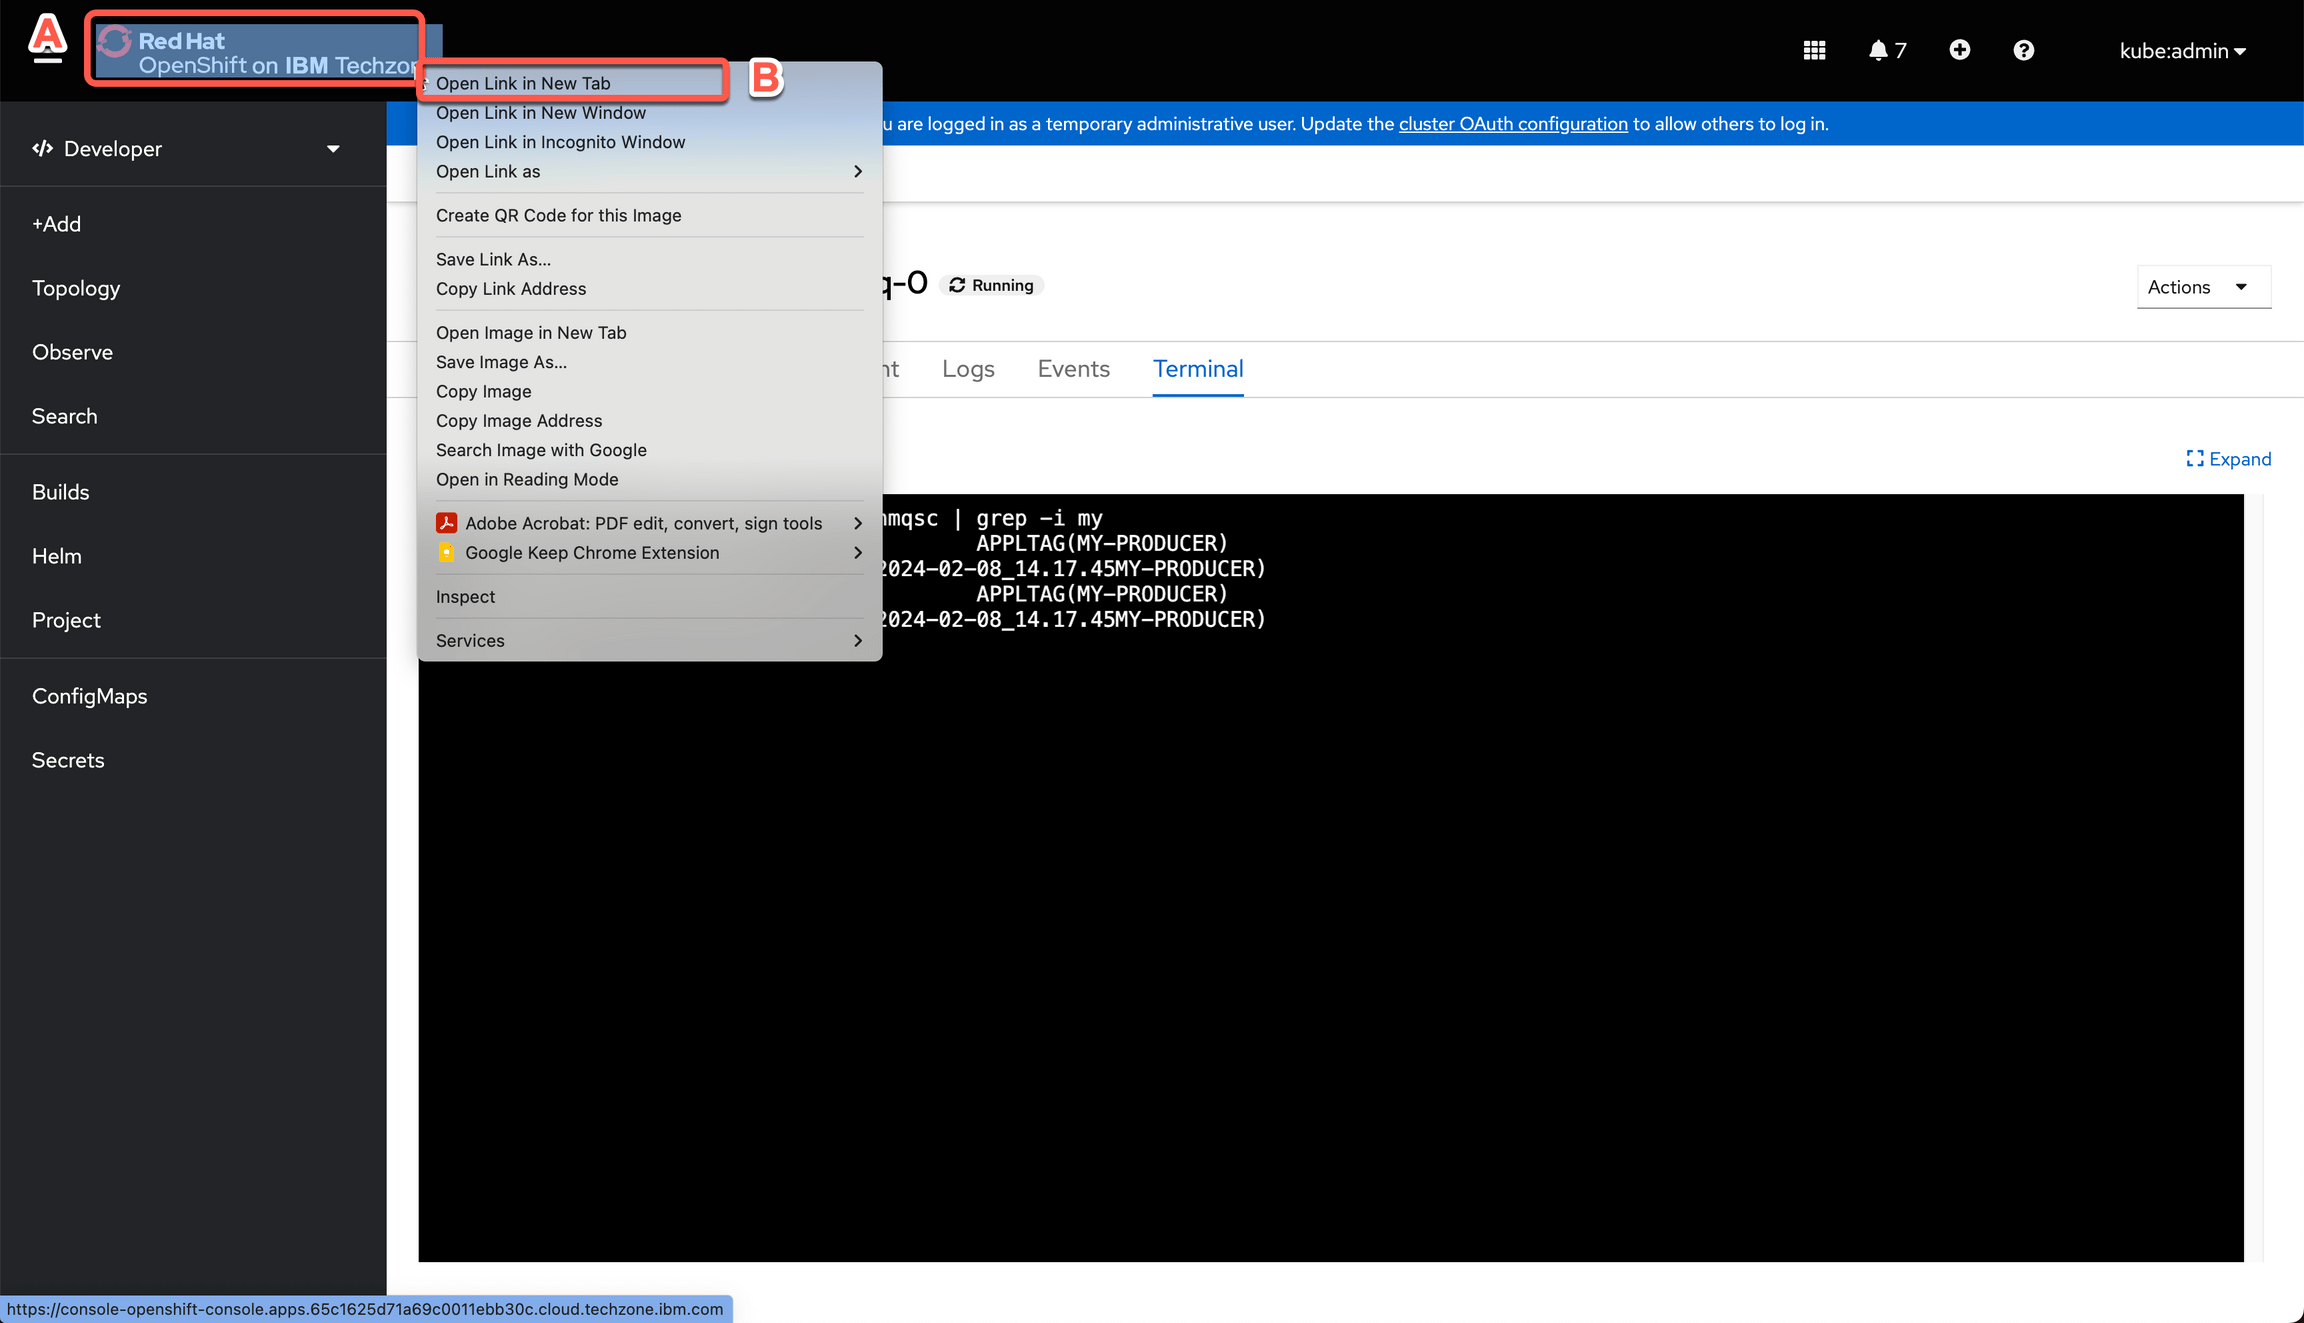 A
Red Hat
OpenShift on IBM Techzon
7
kube:admin
Open Link in New Tab
B
Open Link in New Window
Open Link in Incognito Window
Open Link as
Create QR Code for this Image
Save Link As...
Copy Link Address
Open Image in New Tab
Save Image As...
Copy Image
Copy Image Address
Search Image with Google
Open in Reading Mode
Adobe Acrobat: PDF edit, convert, sign tools
Google Keep Chrome Extension
Inspect
Services
u are logged in as a temporary administrative user. Update the cluster OAuth configuration to allow others to log in.
Developer
+Add
Topology
Observe
Search
Builds
Helm
Project
ConfigMaps
Secrets
q-0 Running
Actions
nt Logs Events Terminal
Expand
mqsc | grep -i my
APPLTAG(MY-PRODUCER)
2024-02-08_14.17.45MY-PRODUCER)
APPLTAG(MY-PRODUCER)
2024-02-08_14.17.45MY-PRODUCER)
https://console-openshift-console.apps.65c1625d71a69c0011ebb30c.cloud.techzone.ibm.com